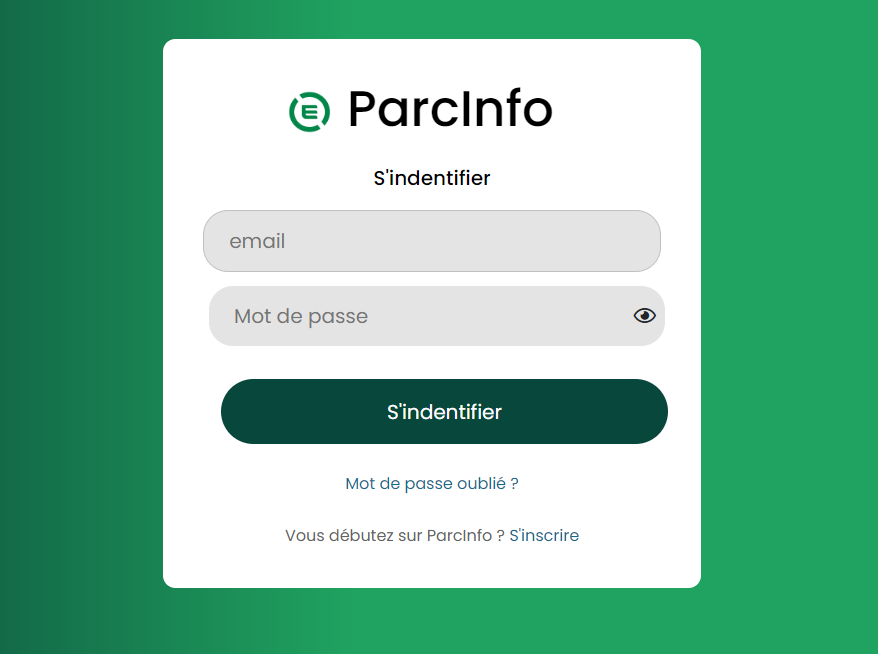 ParcInfo
S'indentifier
email
Mot de passe
S'indentifier
Mot de passe oublié ?
Vous débutez sur ParcInfo ? S'inscrire